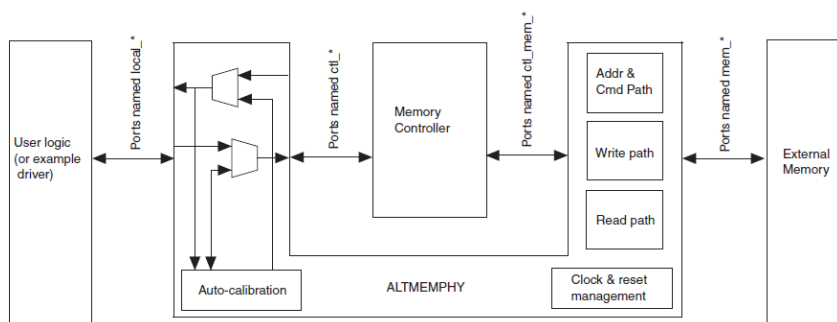 User logic
(or example
driver)
Ports named local_*
Auto-calibration
Ports named ctl_*
Memory
Controller
Ports named ctl_mem_*
ALTMEMPHY
Addr &
Cmd Path
Write path
Read path
Clock & reset
management
Ports named mem_*
External
Memory